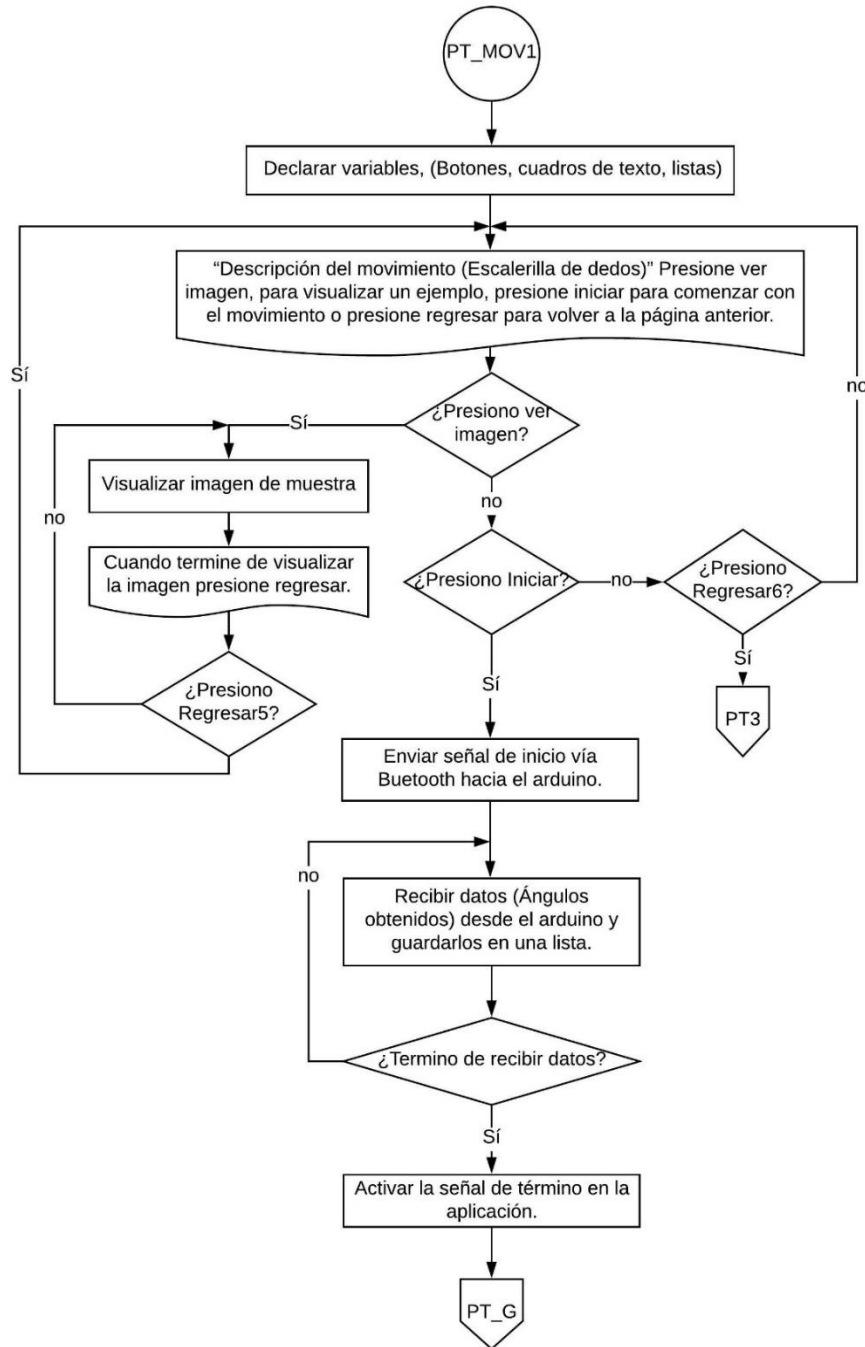 PT_MOV1
Declarar variables, (Botones, cuadros de texto, listas)
“Descripción del movimiento (Escalerilla de dedos)” Presione ver
imagen, para visualizar un ejemplo, presione iniciar para comenzar con
el movimiento o presione regresar para volver a la página anterior.
Sí
no
¿Presiono ver
imagen?
Sí
no
Visualizar imagen de muestra
no
Cuando termine de visualizar
la imagen presione regresar.
¿Presiono Iniciar?
no
¿Presiono
Regresar6?
Sí
PT3
¿Presiono
Regresar5?
Sí
Enviar señal de inicio vía
Buetooth hacia el arduino.
no
Recibir datos (Ángulos
obtenidos) desde el arduino y
guardarlos en una lista.
¿Termino de recibir datos?
Sí
Activar la señal de término en la
aplicación.
PT_G